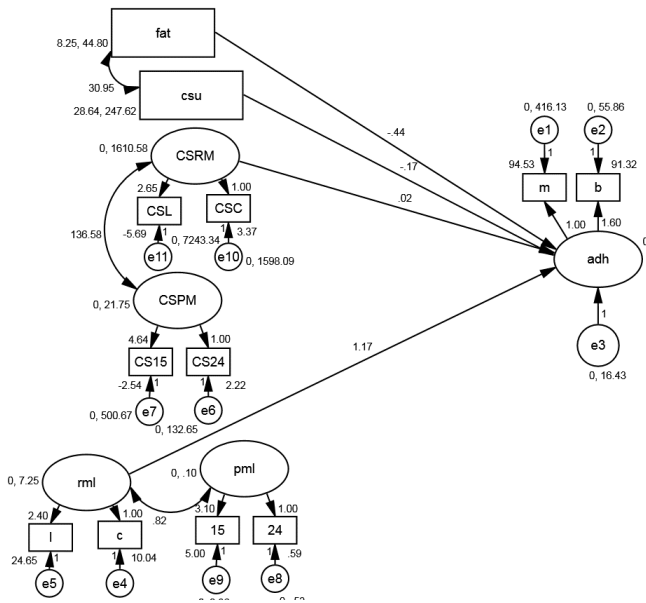 fat
8.25, 44.80
30.95
csu
28.64, 247.62
0, 416.13
0, 55.86
e1
e2
1
1
94.53
91.32
m
b
-.44
-.17
.02
0, 1610.58
CSRM
2.65
1.00
CSL
CSC
-5.69
1
0, 7243.34
1
3.37
e11
e10
0, 1598.09
136.58
1.00
1.60
adh
0
1
e3
0, 16.43
CSPM
0, 21.75
4.64
1.00
CS15
CS24
-2.54
1
1
2.22
0, 500.67
e7
0, 132.65
e6
1.17
0, 7.25
rml
0, .10
pml
.82
2.40
1.00
3.10
1.00
l
c
15
24
24.65
1
1
10.04
5.00
1
1
.59
e5
e4
e9
e8